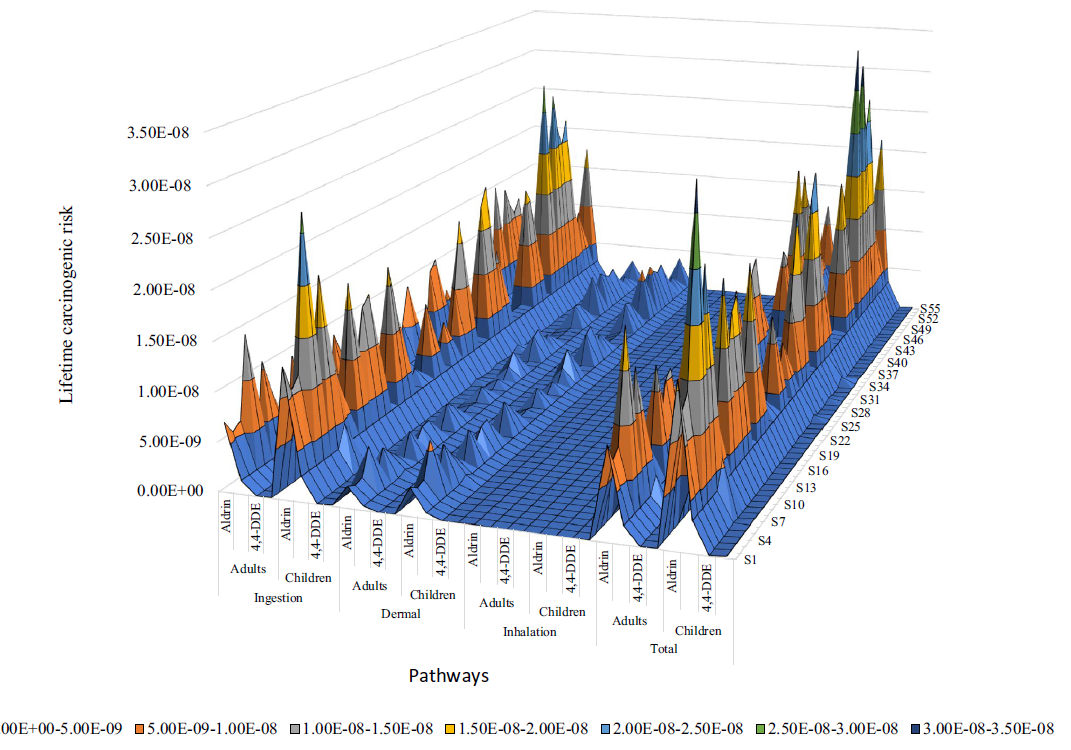 Lifetime carcinogenic risk
3.50E-08
3.00E-08
2.50E-08
2.00E-08
1.50E-08
1.00E-08
5.00E-09
0.00E+00
S55
S52
S49
S46
S43
S40
S37
S34
S31
S28
S25
S22
S19
S16
S13
S10
S7
S4
S1
Aldrin 4,4-DDE Aldrin 4,4-DDE Aldrin 4,4-DDE Aldrin 4,4-DDE Aldrin 4,4-DDE Aldrin 4,4-DDE Aldrin 4,4-DDE Aldrin 4,4-DDE
Adults Children Adults Children Adults Children Adults Children
Ingestion Dermal Inhalation Total
Pathways
00E+00-5.00E-09 5.00E-09-1.00E-08 1.00E-08-1.50E-08 1.50E-08-2.00E-08 2.00E-08-2.50E-08 2.50E-08-3.00E-08 3.00E-08-3.50E-08